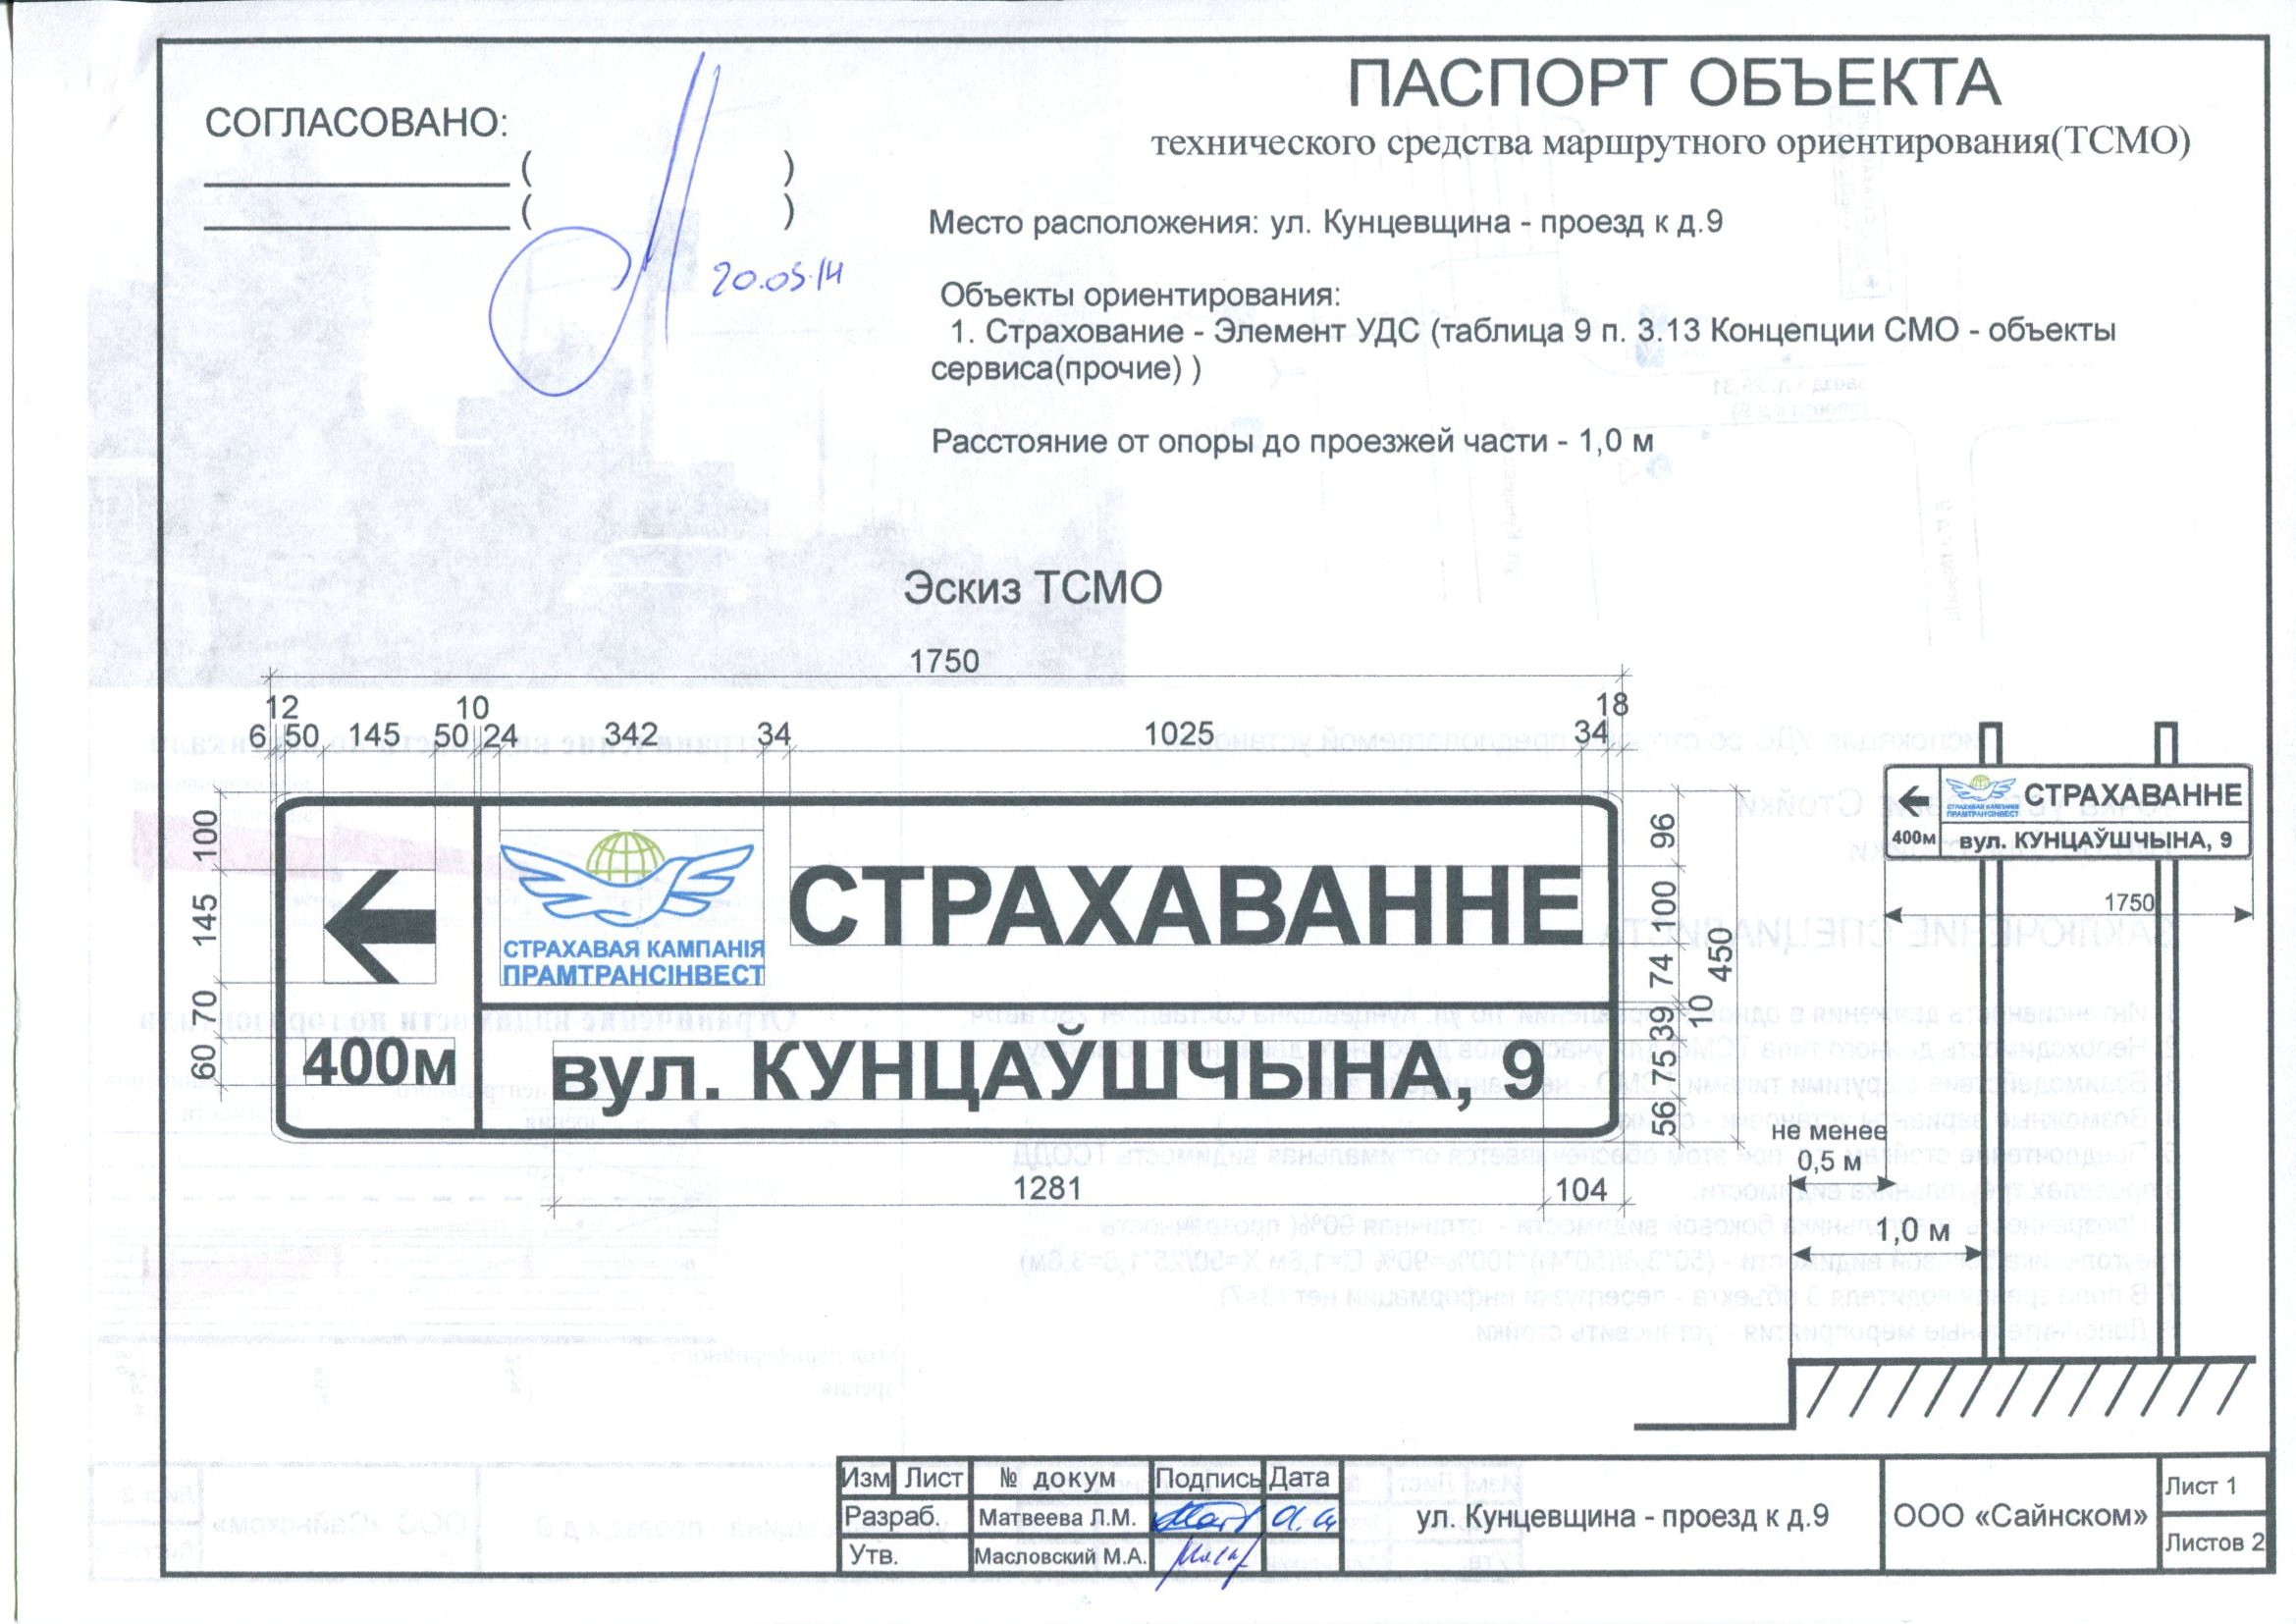 ПАСПОРТ ОБЪЕКТА
технического средства маршрутного ориентирования(ТСМО)
СОГЛАСОВАНО:
( )
( )
20.05.14
Место расположения: ул. Кунцевщина - проезд к д.9
Объекты ориентирования:
1. Страхование - Элемент УДС (таблица 9 п. 3.13 Концепции СМО - объекты
сервиса(прочие) )
Расстояние от опоры до проезжей части - 1,0 м
Эскиз ТСМО
1750
12 10 18
6 50 145 50 24 342 34 1025 34
100
145
70
60
СТРАХАВАЯ КАМПАНІЯ
ПРАМТРАНСІНВЕСТ
СТРАХАВАННЕ
400м
вул. КУНЦАЎШЧЫНА, 9
96
100
74
10
39
75
56
450
1281 104
СТРАХАВАЯ КАМПАНІЯ
ПРАМТРАНСІНВЕСТ
СТРАХАВАННЕ
400м вул. КУНЦАЎШЧЫНА, 9
1750
не менее
0,5 м
1,0 м
Изм Лист № докум Подпись Дата
Разраб. Матвеева Л.М.
Утв. Масловский М.А.
ул. Кунцевщина - проезд к д.9
ООО «Сайнском»
Лист 1
Листов 2